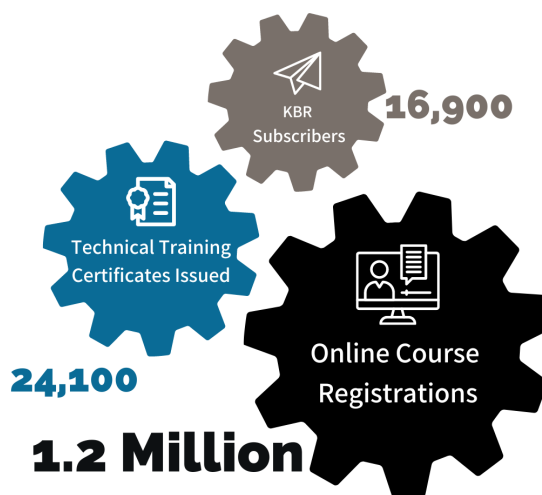 KBR
Subscribers
16,900
Technical Training
Certificates Issued
24,100
Online Course
Registrations
1.2 Million